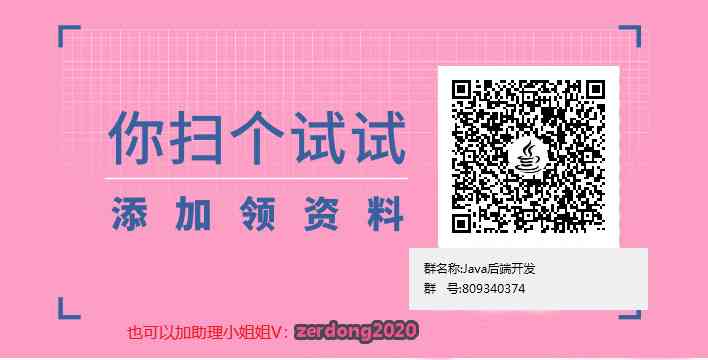 你扫个试试
添加领资料
群名称:Java后端开发
群 号:809340374
也可以加助理小姐姐V：zerdong2020